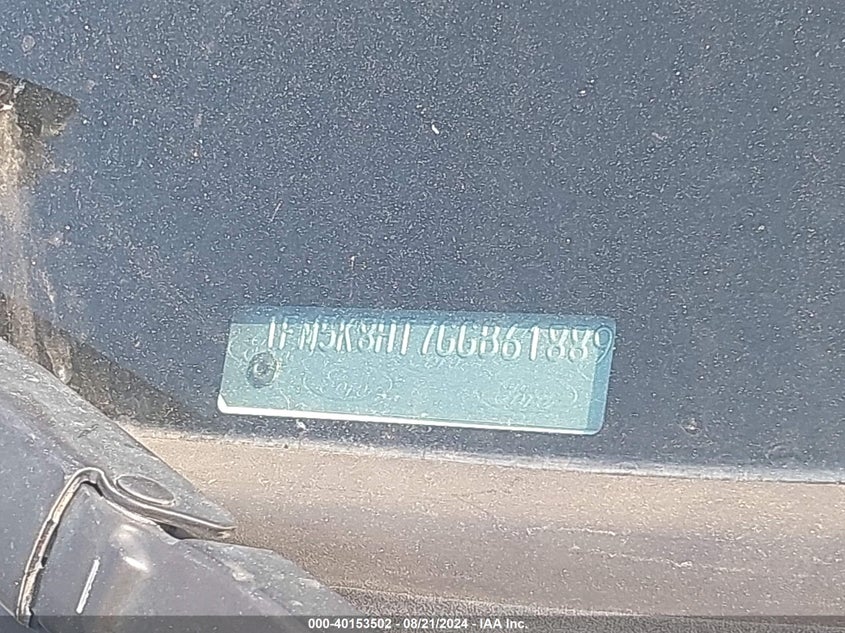 1FM5K8HT7GGB61889
000-40153502 - 08/21/2024 - IAA Inc.